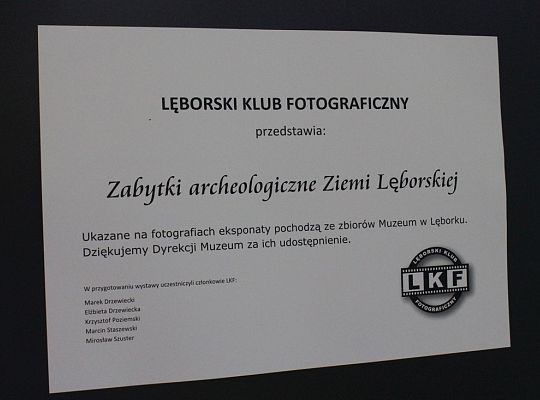 LĘBORSKI KLUB FOTOGRAFICZNY
przedstawia:
Zabytki archeologiczne Ziemi Lęborskiej
Ukazane na fotografiach eksponaty pochodzą ze zbiorów Muzeum w Lęborku.
Dziękujemy Dyrekcji Muzeum za ich udostępnienie.
W przygotowaniu wystawy uczestniczyli członkowie LKF:
Marek Drzewiecki
Elżbieta Drzewiecka
Krzysztof Poziemski
Marcin Staszewski
Mirosław Szuster
LĘBORSKI KLUB
LKF
FOTOGRAFICZNY